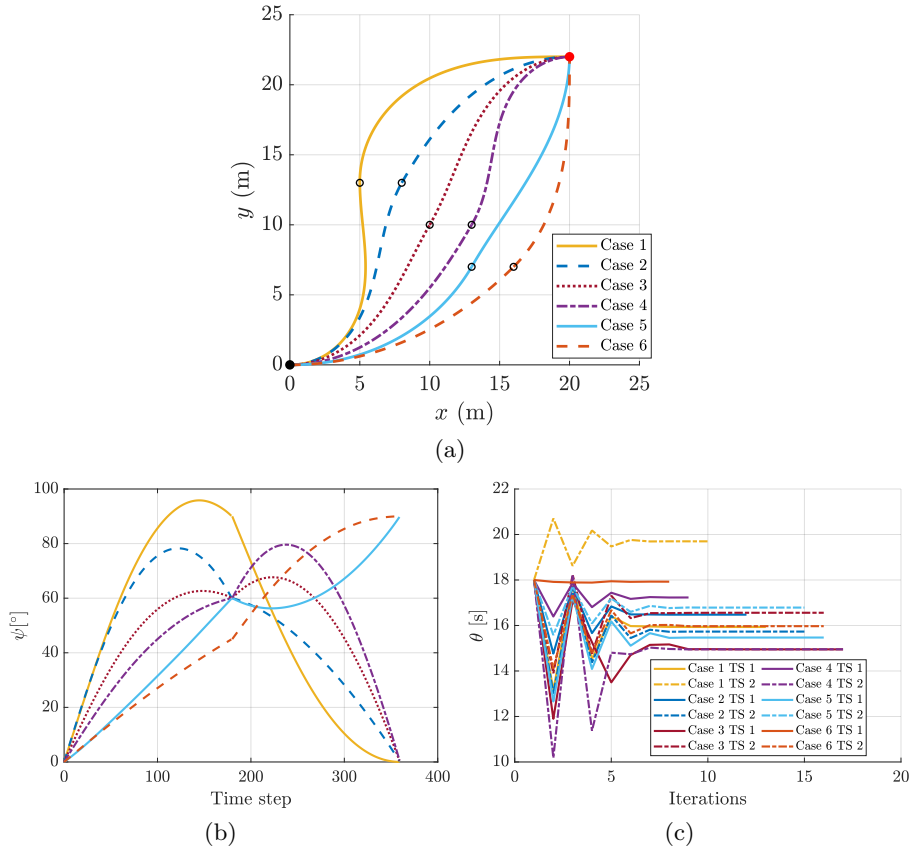 25
20
15
10
5
0
y (m)
0 5 10 15 20 25
x (m)
Case 1
Case 2
Case 3
Case 4
Case 5
Case 6
(a)
100
80
60
40
20
0
ψ [°]
0 100 200 300 400
Time step
(b)
22
20
18
16
14
12
10
θ [s]
0 5 10 15 20
Iterations
Case 1 TS 1
Case 1 TS 2
Case 2 TS 1
Case 2 TS 2
Case 3 TS 1
Case 3 TS 2
Case 4 TS 1
Case 4 TS 2
Case 5 TS 1
Case 5 TS 2
Case 6 TS 1
Case 6 TS 2
(c)